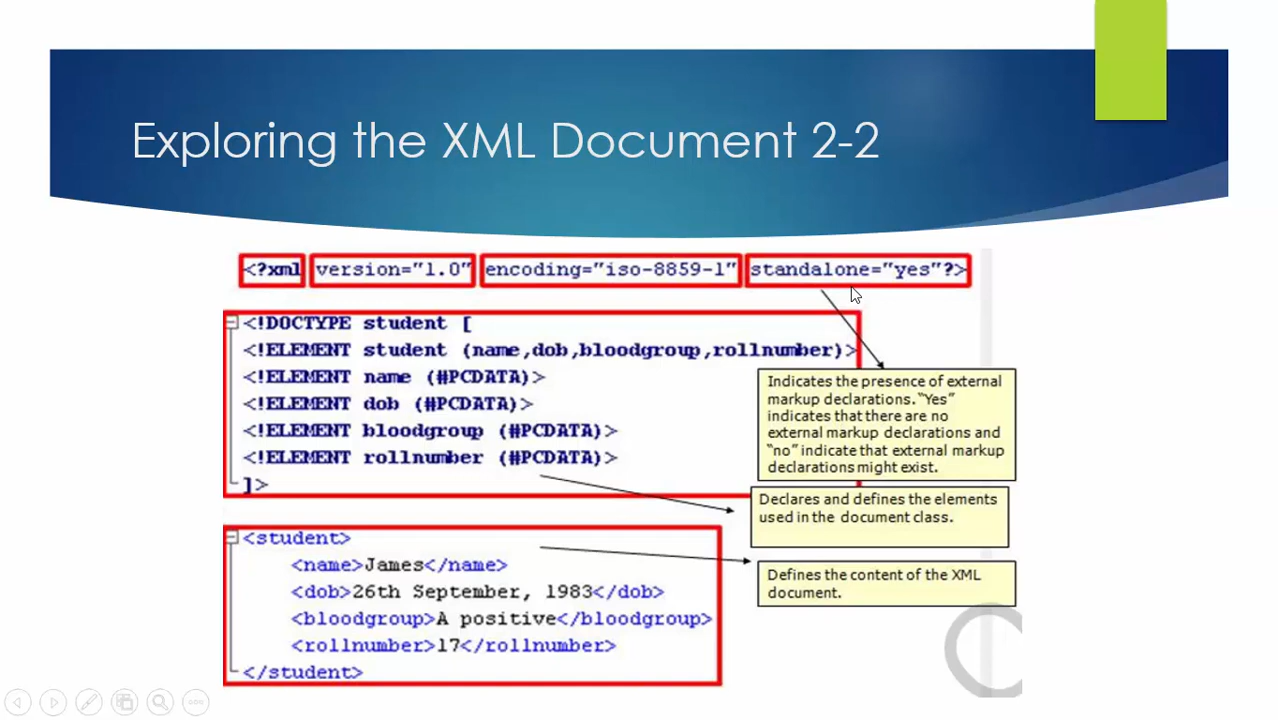 Exploring the XML Document 2-2
<?xml version="1.0" encoding="iso-8859-1" standalone="yes"?>
<!DOCTYPE student [
<!ELEMENT student (name,dob,bloodgroup,rollnumber)>
<!ELEMENT name (#PCDATA)>
<!ELEMENT dob (#PCDATA)>
<!ELEMENT bloodgroup (#PCDATA)>
<!ELEMENT rollnumber (#PCDATA)>
]>
Indicates the presence of external
markup declarations. "Yes"
indicates that there are no
external markup declarations and
"no" indicate that external markup
declarations might exist.
Declares and defines the elements
used in the document class.
<student>
<name>James</name>
<dob>26th September, 1983</dob>
<bloodgroup>A positive</bloodgroup>
<rollnumber>17</rollnumber>
</student>
Defines the content of the XML
document.